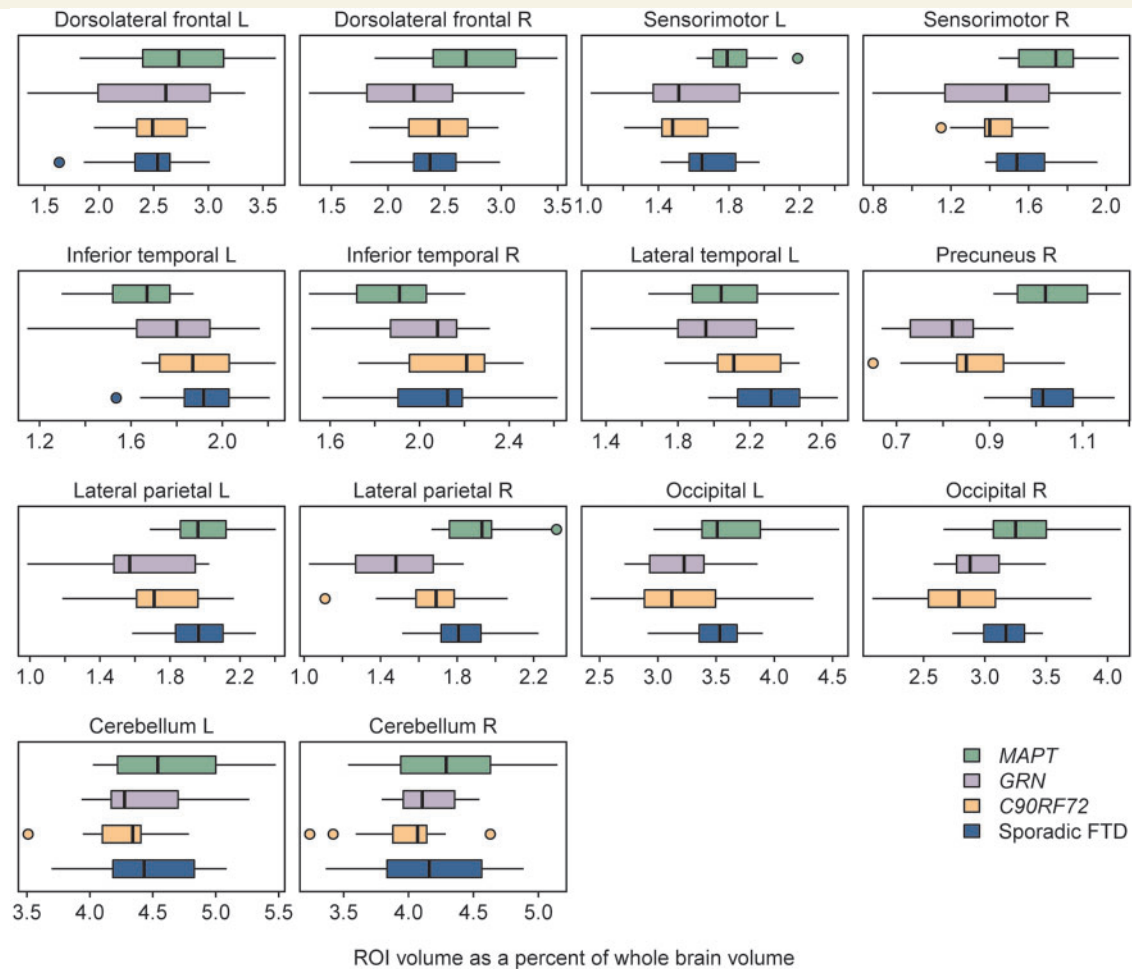 Dorsolateral frontal L Dorsolateral frontal R Sensorimotor L Sensorimotor R
1.5 2.0 2.5 3.0 3.5 1.5 2.0 2.5 3.0 3.5 1.0 1.4 1.8 2.2 0.8 1.2 1.6 2.0
Inferior temporal L Inferior temporal R Lateral temporal L Precuneus R
1.2 1.6 2.0 1.6 2.0 2.4 1.4 1.8 2.2 2.6 0.7 0.9 1.1
Lateral parietal L Lateral parietal R Occipital L Occipital R
1.0 1.4 1.8 2.2 1.0 1.4 1.8 2.2 2.5 3.0 3.5 4.0 4.5 2.5 3.0 3.5 4.0
Cerebellum L Cerebellum R
3.5 4.0 4.5 5.0 5.5 3.5 4.0 4.5 5.0
MAPT
GRN
C90RF72
Sporadic FTD
ROI volume as a percent of whole brain volume